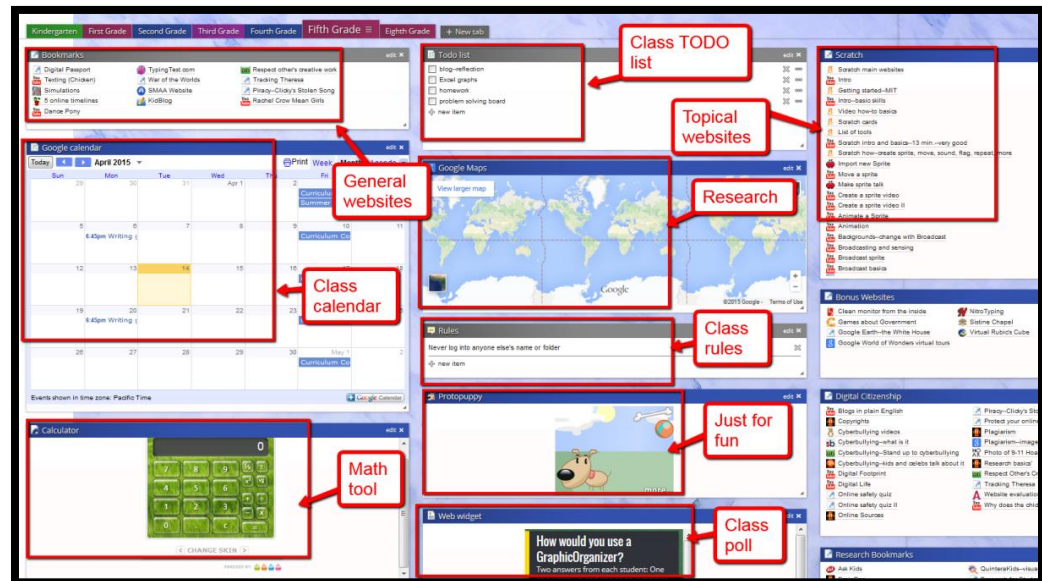 Kindergarten First Grade Second Grade Third Grade Fourth Grade Fifth Grade Eighth Grade + New tab
Bookmarks edit
Digital Passport TypingTest.com Respect other's creative work
Texting (Chicken) War of the Worlds Tracking Theresa
Simulations SMAA Website Piracy--Clicky's Stolen Song
5 online timelines KidBlog Rachel Crow Mean Girls
Dance Pony
General websites
Google calendar
Today April 2015 Print Week
Sun Mon Tue Wed Fri
29 30 31 Apr 1 2
Curriculum
Summer
5 6 7 8 9 10 11
6:45pm Writing Curriculum Co
12 13 14 15 16
19 20 21 22 23
6:45pm Writing
26 27 28 29 30 May 1 2
Curriculum Co
Events shown in time zone: Pacific Time Google Calendar
Class calendar
Calculator edit
0
7 8 9
4 5 6
1 2 3
0 . c
< CHANGE SKIN >
POWERED BY
Math tool
Todo list edit
blog-reflection
Excel graphs
homework
problem solving board
new item
Class TODO list
Google Maps
View larger map
Google
©2015 Google - Terms of Use
Research
Rules edit
Never log into anyone else's name or folder
new item
Class rules
Protopuppy edit
more
Just for fun
Web widget edit
How would you use a
GraphicOrganizer?
Two answers from each student: One
Class poll
Scratch
Scratch main websites
Intro
Getting started--MIT
Intro--basic skills
Video how-to basics
Scratch cards
List of tools
Scratch intro and basics--13 min.--very good
Scratch how--create sprite, move, sound, flag, repeat, more
Import new Sprite
Move a sprite
Make sprite talk
Create a sprite video
Create a sprite video II
Animate a Sprite
Animation
Backgrounds--change with Broadcast
Broadcasting and sensing
Broadcast sprite
Broadcast basics
Topical websites
Bonus Websites
Clean monitor from the inside NitroTyping
Games about Government Sistine Chapel
Google Earth--the White House Virtual Rubic's Cube
Google World of Wonders virtual tours
Digital Citizenship
Blogs in plain English Piracy--Clicky's Sto
Copyrights Protect your online
Cyberbullying videos Plagiarism
Cyberbullying--what is it Plagiarism--image
Cyberbullying--Stand up to cyberbullying Photo of 9-11 Hoa
Cyberbullying--kids and celebs talk about it Research basics'
Digital Footprint Respect Other's Cr
Digital Life Tracking Theresa
Online safety quiz Website evaluation
Online safety quiz II Why does the chic
Online Sources
Research Bookmarks
Ask Kids QuinturaKids--visua